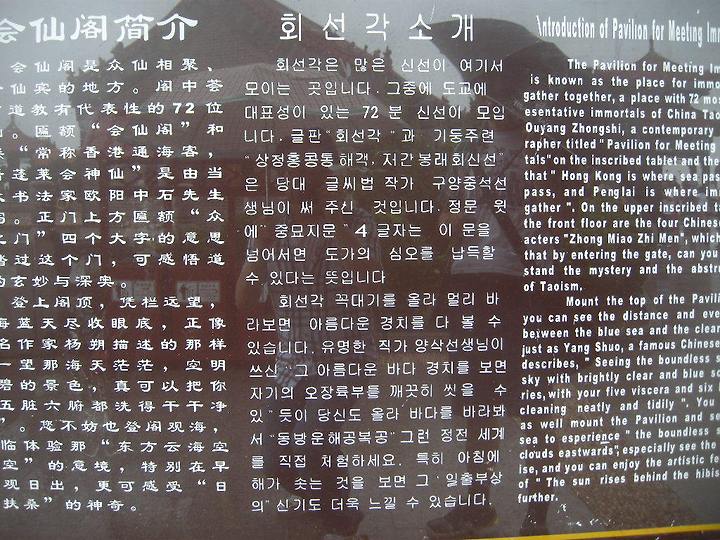 会仙阁简介
会仙阁是众仙相聚、
仙宾的地方。阁中荟
道教有代表性的72位
匾额“会仙阁”和
“常称香港通海客，
蓬莱会神仙”是由当
书法家欧阳中石先生
。正门上方匾额“众
之门”四个大字的意思
过这个门，可感悟道
的玄妙与深奥。
登上阁顶，凭栏远望，
海蓝天尽收眼底，正像
名作家杨朔描述的那样
一望那海天茫茫，空明
碧的景色，真可以把你
五脏六腑都洗得干干净
”。您不妨也登阁观海，
临体验那“东方云海空
空”的意境，特别在早
观日出，更可感受“日
扶桑”的神奇。
회선각소개
회선각은 많은 신선이 여기서
모이는 곳입니다. 그중에 도교에
대표성이 있는 72 분 신선이 모입
니다. 글판“회선각 ”과 기둥주련
“상정홍콩통해객, 저간봉래회신선”
은 당대 글씨법 작가 구양중석선
생님이 써 주신 것입니다. 정문 윗
에“중묘지문”4 글자는 이 문을
넘어서면 도가의 심오를 납득할
수 있다는 뜻입니다
회선각 꼭대기를 올라 멀리 바
라보면 아름다운 경치를 다 볼 수
있습니다. 유명한 직가 양삭선생님이
쓰신“그 아름다운 바다 경치를 보면
자기의 오장륙부를 깨끗히 씻을 수
있”듯이 당신도 올라 바다를 바라봐
서“동방운해공복공”그런 정전 세계
를 직접 처험하세요. 특히 아침에
해가 솟는 것을 보면 그“일출부상
의”신기도 더욱 느낄 수 있습니다.
Introduction of Pavilion for Meeting Imm
The Pavilion for Meeting Im
is known as the place for immo
gather together, a place with 72 mos
esentative immortals of China Tao
Ouyang Zhongshi, a contemporary
rapher titled "Pavilion for Meeting
tals" on the inscribed tablet and the
that " Hong Kong is where sea pas
pass, and Penglai is where im
gather ". On the upper inscribed ta
the front floor are the four Chinese
acters "Zhong Miao Zhi Men", which
that by entering the gate, can you
stand the mystery and the abstr
of Taoism.
Mount the top of the Pavil
you can see the distance and eve
between the blue sea and the clear
just as Yang Shuo, a famous Chinese
describes, " Seeing the boundless s
sky with brightly clear and blue sc
ries, with your five viscera and six
cleaning neatly and tidily ". You
as well mount the Pavilion and se
sea to experience " the boundless s
clouds eastwards", especially see the
ise, and you can enjoy the artistic fe
of " The sun rises behind the hibis
further.